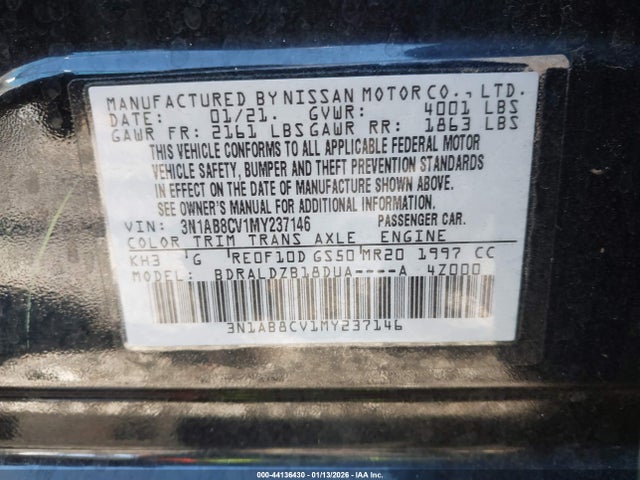 MANUFACTURED BY NISSAN MOTOR CO., LTD.
DATE: 01/21. GVWR: 4001 LBS
GAWR FR: 2161 LBS GAWR RR: 1863 LBS
THIS VEHICLE CONFORMS TO ALL APPLICABLE FEDERAL MOTOR
VEHICLE SAFETY, BUMPER AND THEFT PREVENTION STANDARDS
IN EFFECT ON THE DATE OF MANUFACTURE SHOWN ABOVE.
SEE OWNER'S MANUAL FOR ADDITIONAL INFORMATION.
VIN: 3N1AB8CV1MY237146 PASSENGER CAR.
COLOR TRIM TRANS AXLE ENGINE
KH3 G RE0F10D GS50 MR20 1997 CC
MODEL: BDRALDZB18DUA----A 4Z000
3N1AB8CV1MY237146
000-44136430 - 01/13/2026 - IAA Inc.